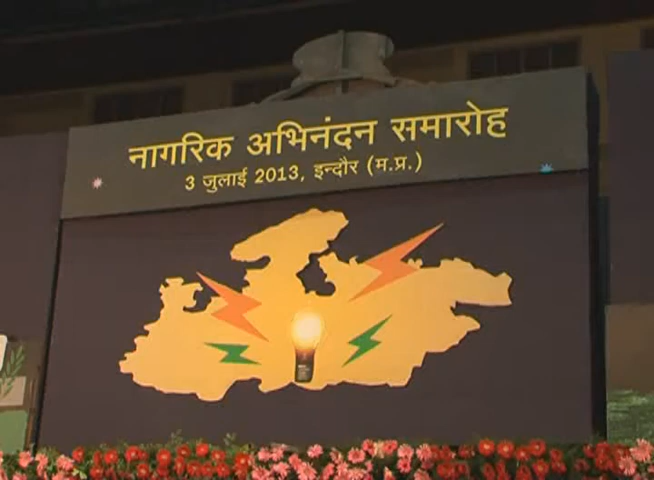 नागरिक अभिनंदन समारोह
3 जुलाई 2013, इन्दौर (म.प्र.)